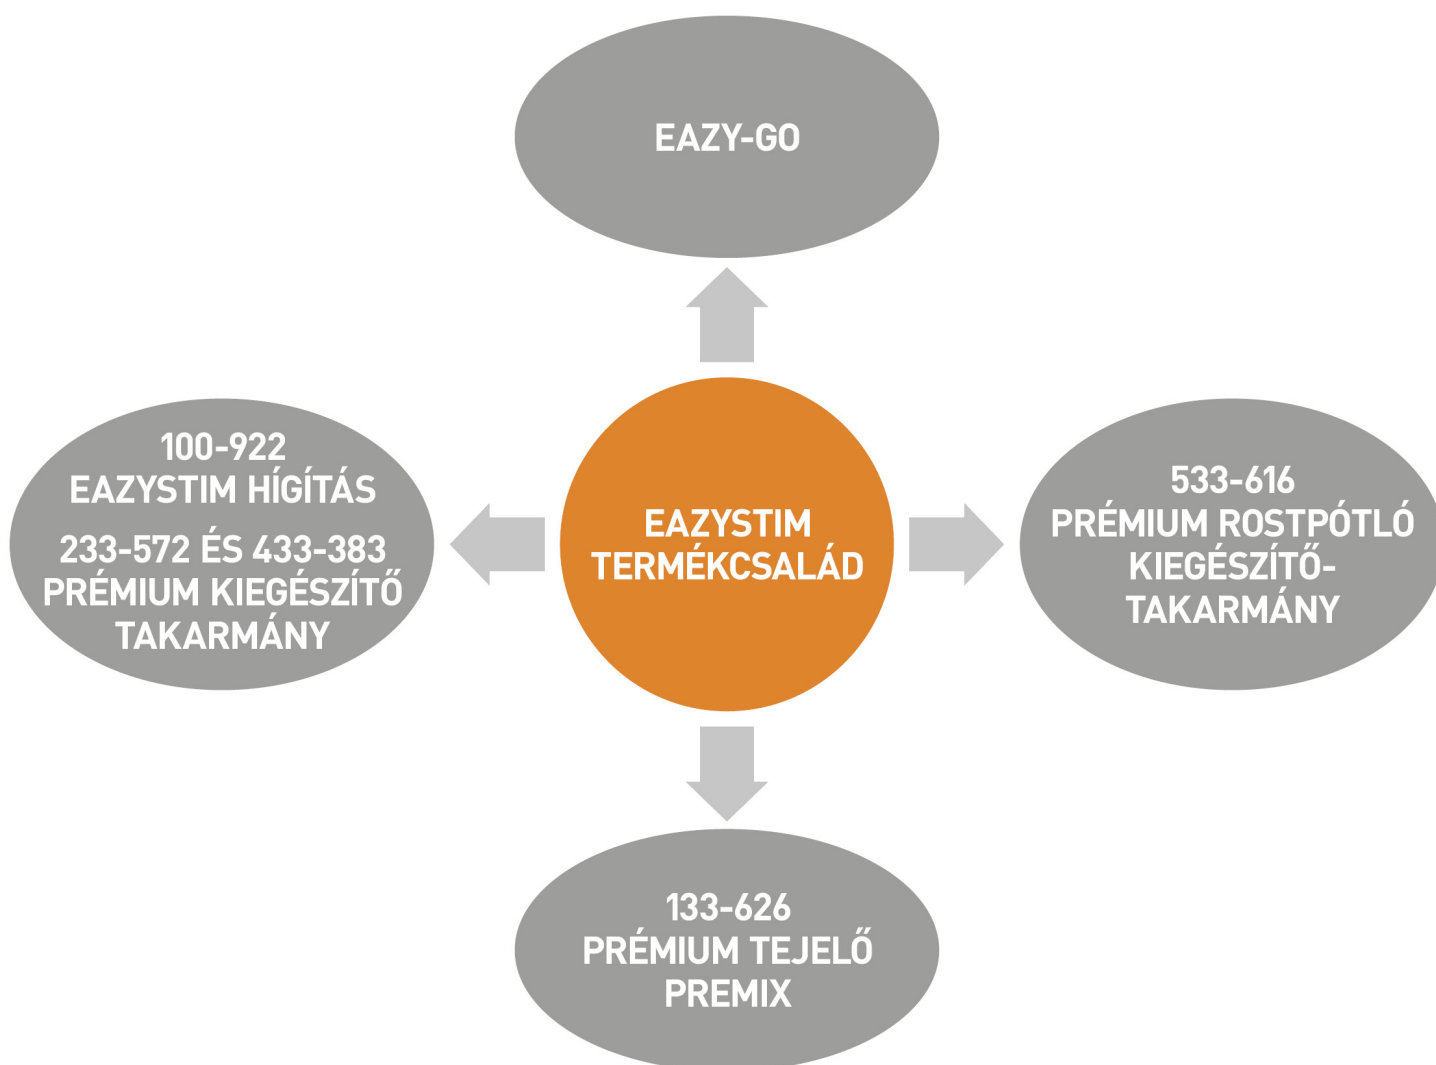 EAZY-GO
100-922
EAZYSTIM HÍGÍTÁS
233-572 ÉS 433-383
PRÉMIUM KIEGÉSZÍTŐ
TAKARMÁNY
EAZYSTIM
TERMÉKCSALÁD
533-616
PRÉMIUM ROSTPÓTLÓ
KIEGÉSZÍTŐ-
TAKARMÁNY
133-626
PRÉMIUM TEJELŐ
PREMIX